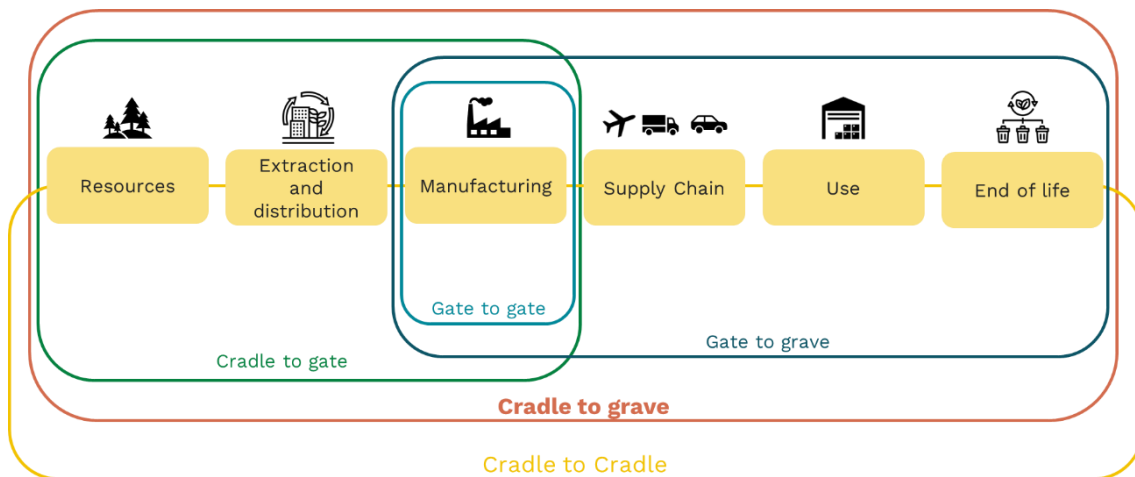 Resources
Extraction
and
distribution
Manufacturing
Supply Chain
Use
End of life
Gate to gate
Gate to grave
Cradle to gate
Cradle to grave
Cradle to Cradle